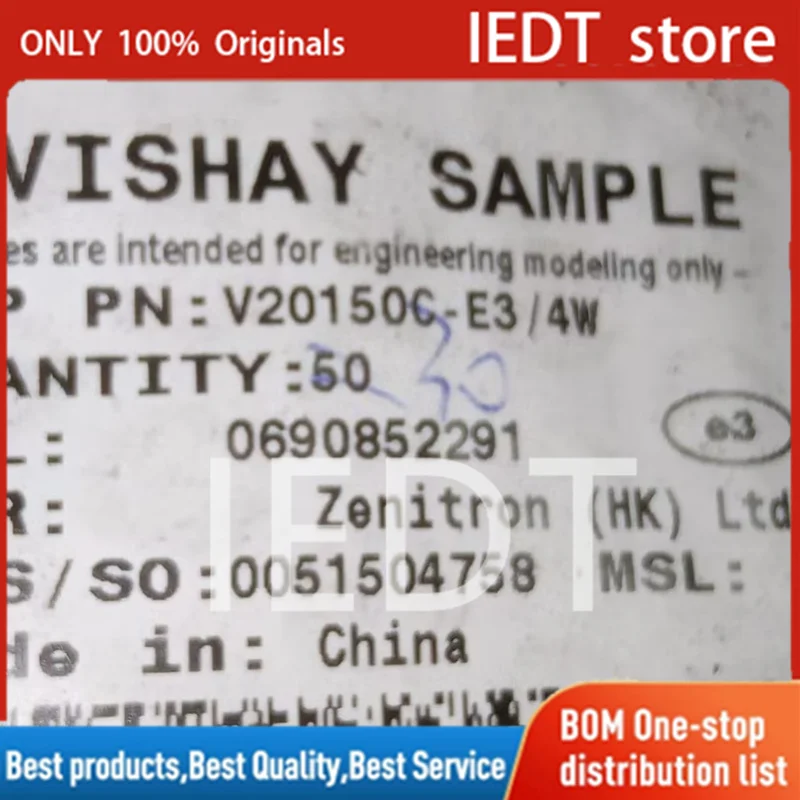 ONLY 100% Originals
IEDT store
VISHAY SAMPLE
es are intended for engineering modeling only -
P PN: V20150C-E3/4W
ANTITY: 50
30
L: 0690852291
e3
R: Zenitron (HK) Ltd
S/SO: 0051504758 MSL:
de in: China
IEDT
Best products,Best Quality,Best Service
BOM One-stop
distribution list